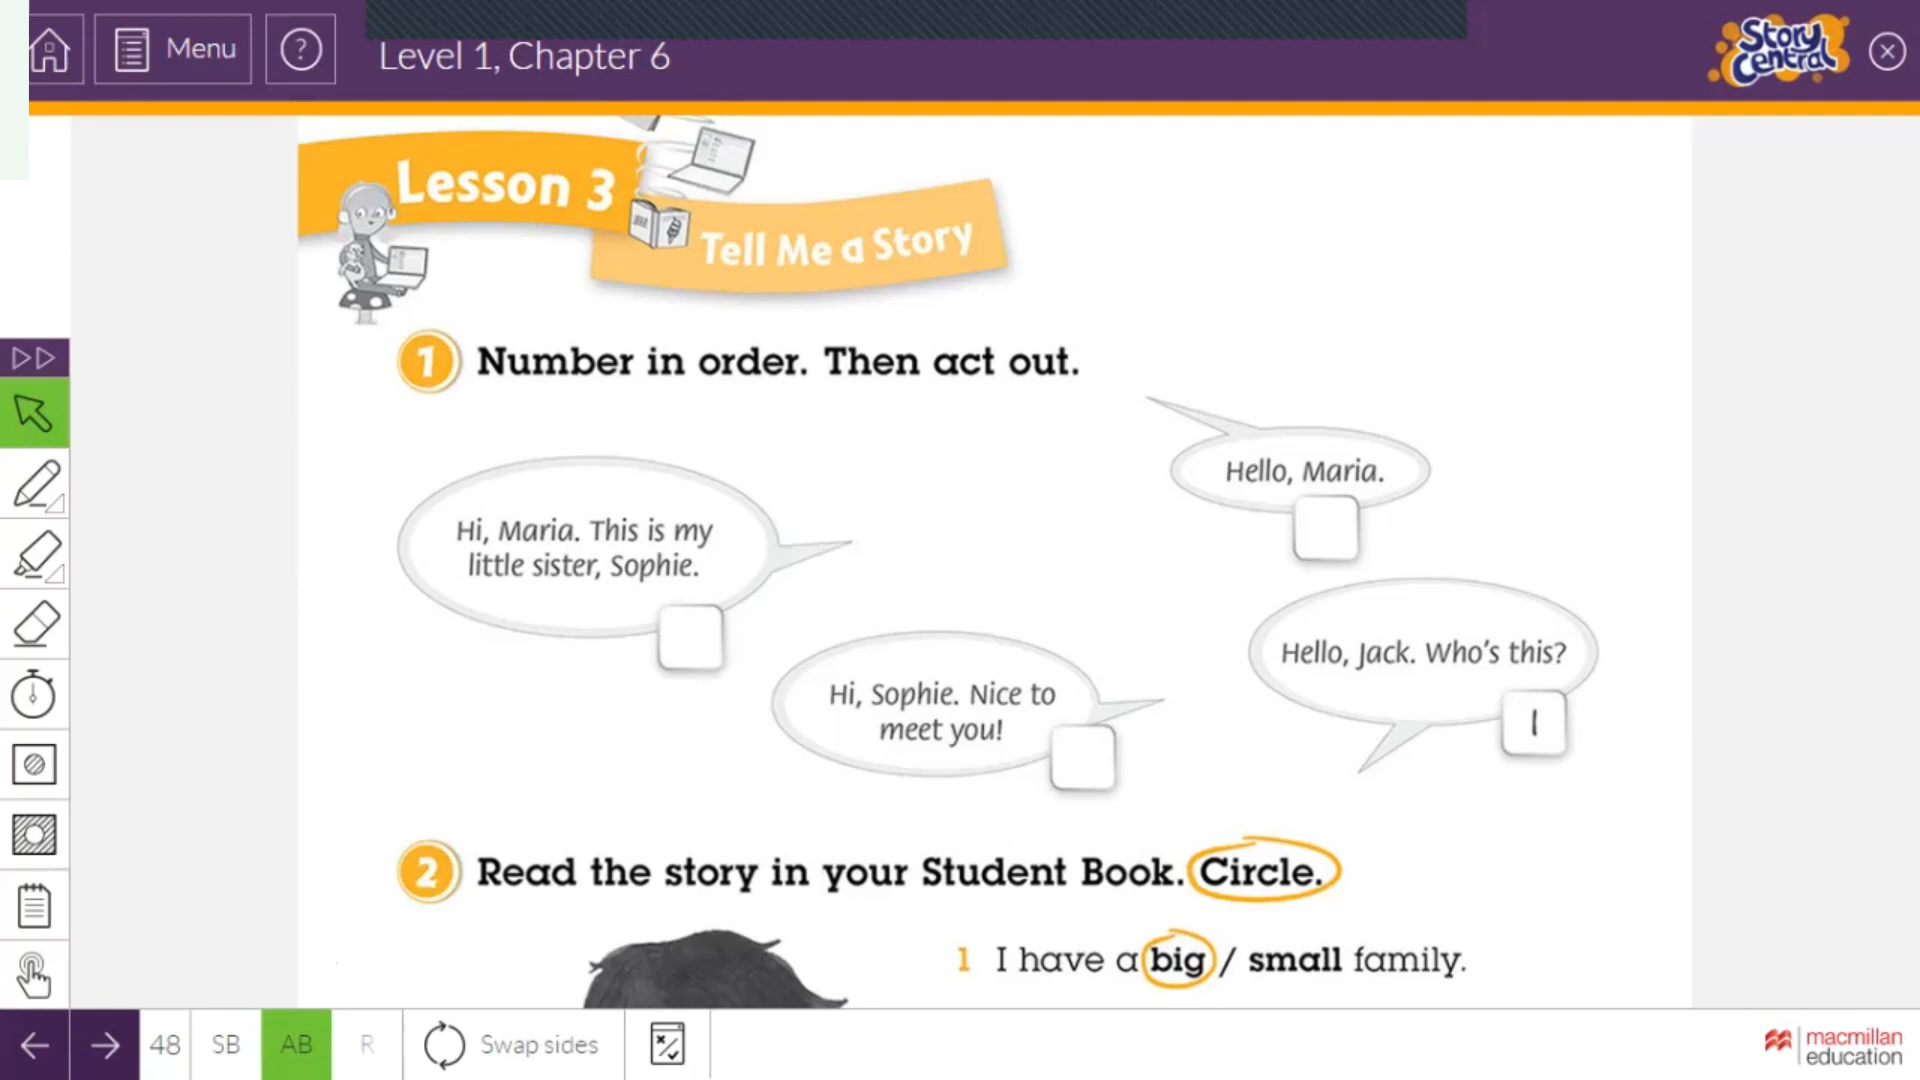 Menu
?
Level 1, Chapter 6
Story Central
Lesson 3
Tell Me a Story
1 Number in order. Then act out.
Hello, Maria.
Hi, Maria. This is my
little sister, Sophie.
Hello, Jack. Who's this?
1
Hi, Sophie. Nice to
meet you!
2 Read the story in your Student Book. Circle.
1 I have a big / small family.
48 SB AB R Swap sides
macmillan
education